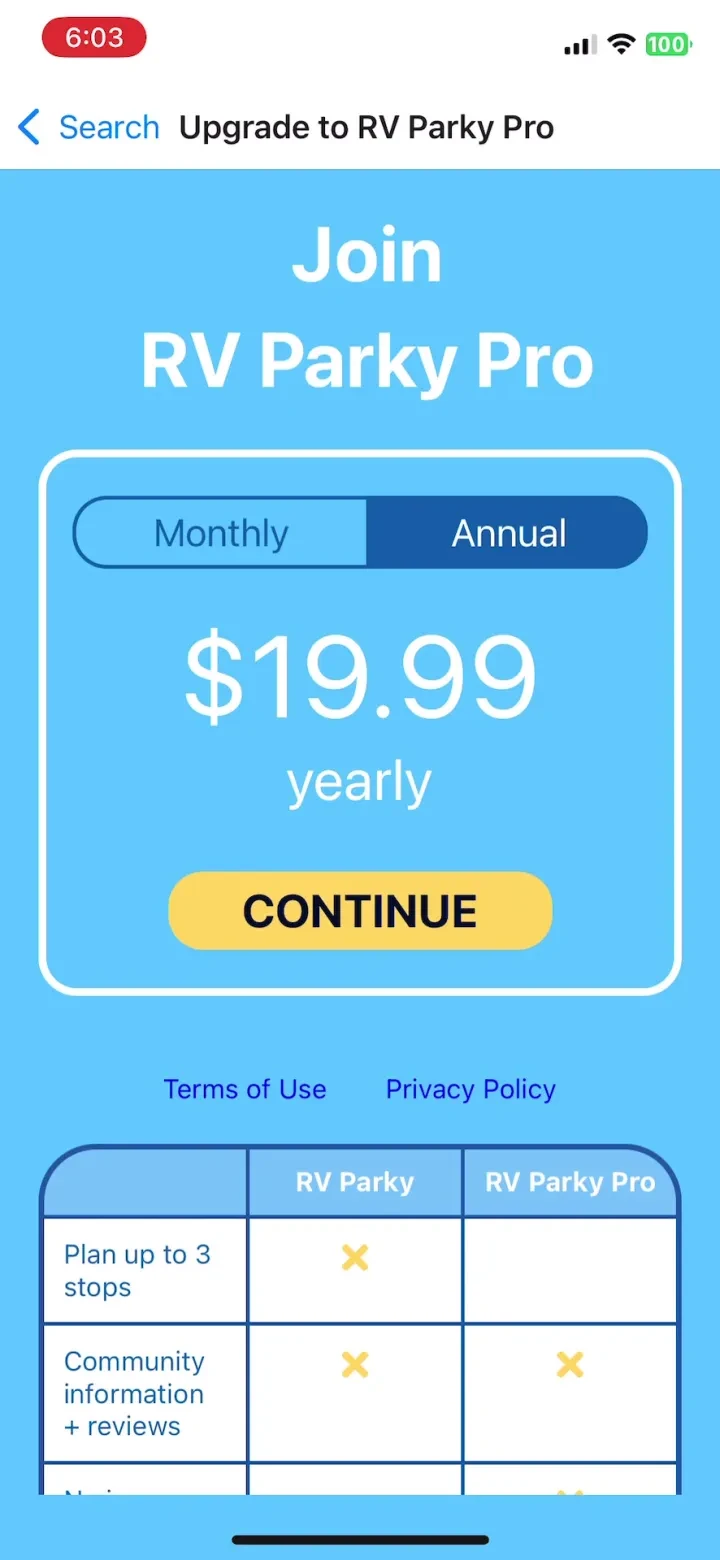 6:03
100
Search Upgrade to RV Parky Pro
Join
RV Parky Pro
Monthly Annual
$19.99
yearly
CONTINUE
Terms of Use Privacy Policy
RV Parky RV Parky Pro
Plan up to 3
stops
Community
information
+ reviews